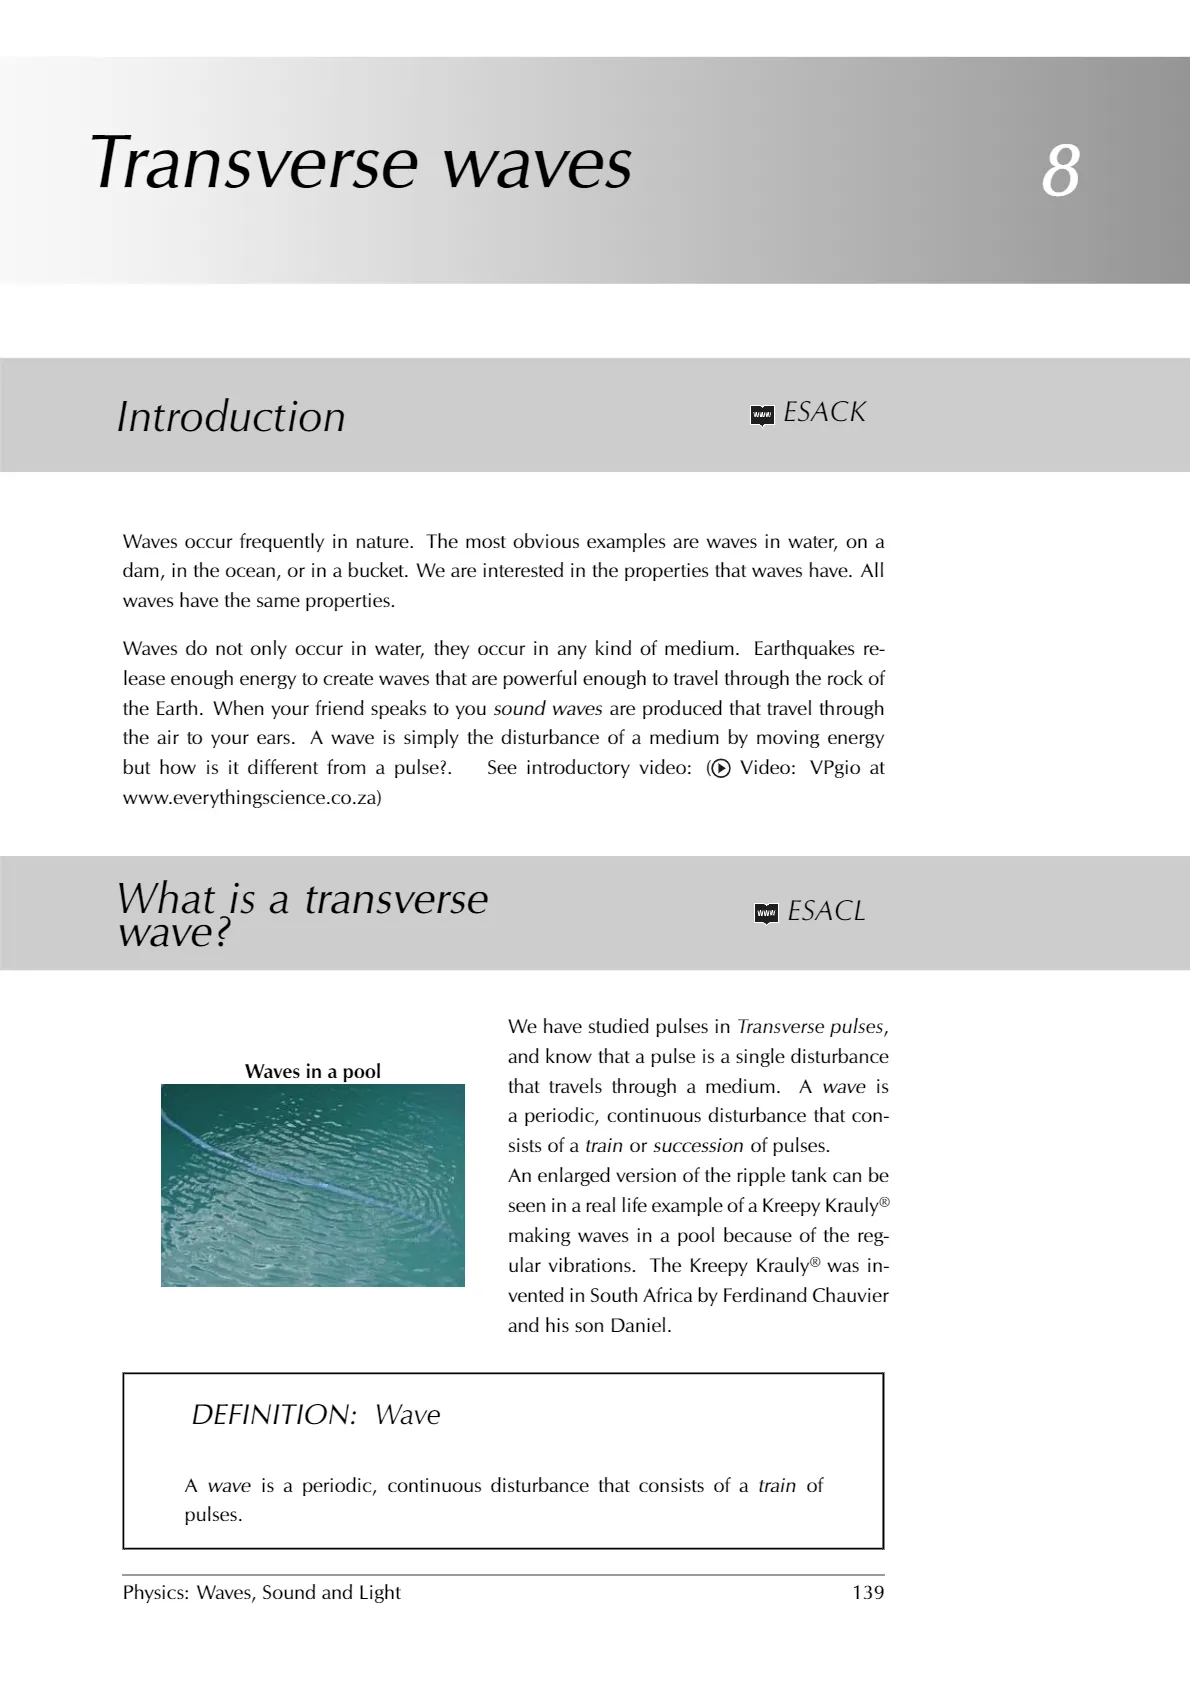 Transverse waves
8
Introduction
www ESACK
Waves occur frequently in nature. The most obvious examples are waves in water, on a
dam, in the ocean, or in a bucket. We are interested in the properties that waves have. All
waves have the same properties.
Waves do not only occur in water, they occur in any kind of medium. Earthquakes re-
lease enough energy to create waves that are powerful enough to travel through the rock of
the Earth. When your friend speaks to you sound waves are produced that travel through
the air to your ears. A wave is simply the disturbance of a medium by moving energy
but how is it different from a pulse?. See introductory video: ( Video: VPgio at
www.everythingscience.co.za)
What is a transverse
wave?
www ESACL
Waves in a pool
We have studied pulses in Transverse pulses,
and know that a pulse is a single disturbance
that travels through a medium. A wave is
a periodic, continuous disturbance that con-
sists of a train or succession of pulses.
An enlarged version of the ripple tank can be
seen in a real life example of a Kreepy Krauly®
making waves in a pool because of the reg-
ular vibrations. The Kreepy Krauly® was in-
vented in South Africa by Ferdinand Chauvier
and his son Daniel.
DEFINITION: Wave
A wave is a periodic, continuous disturbance that consists of a train of
pulses.
Physics: Waves, Sound and Light
139